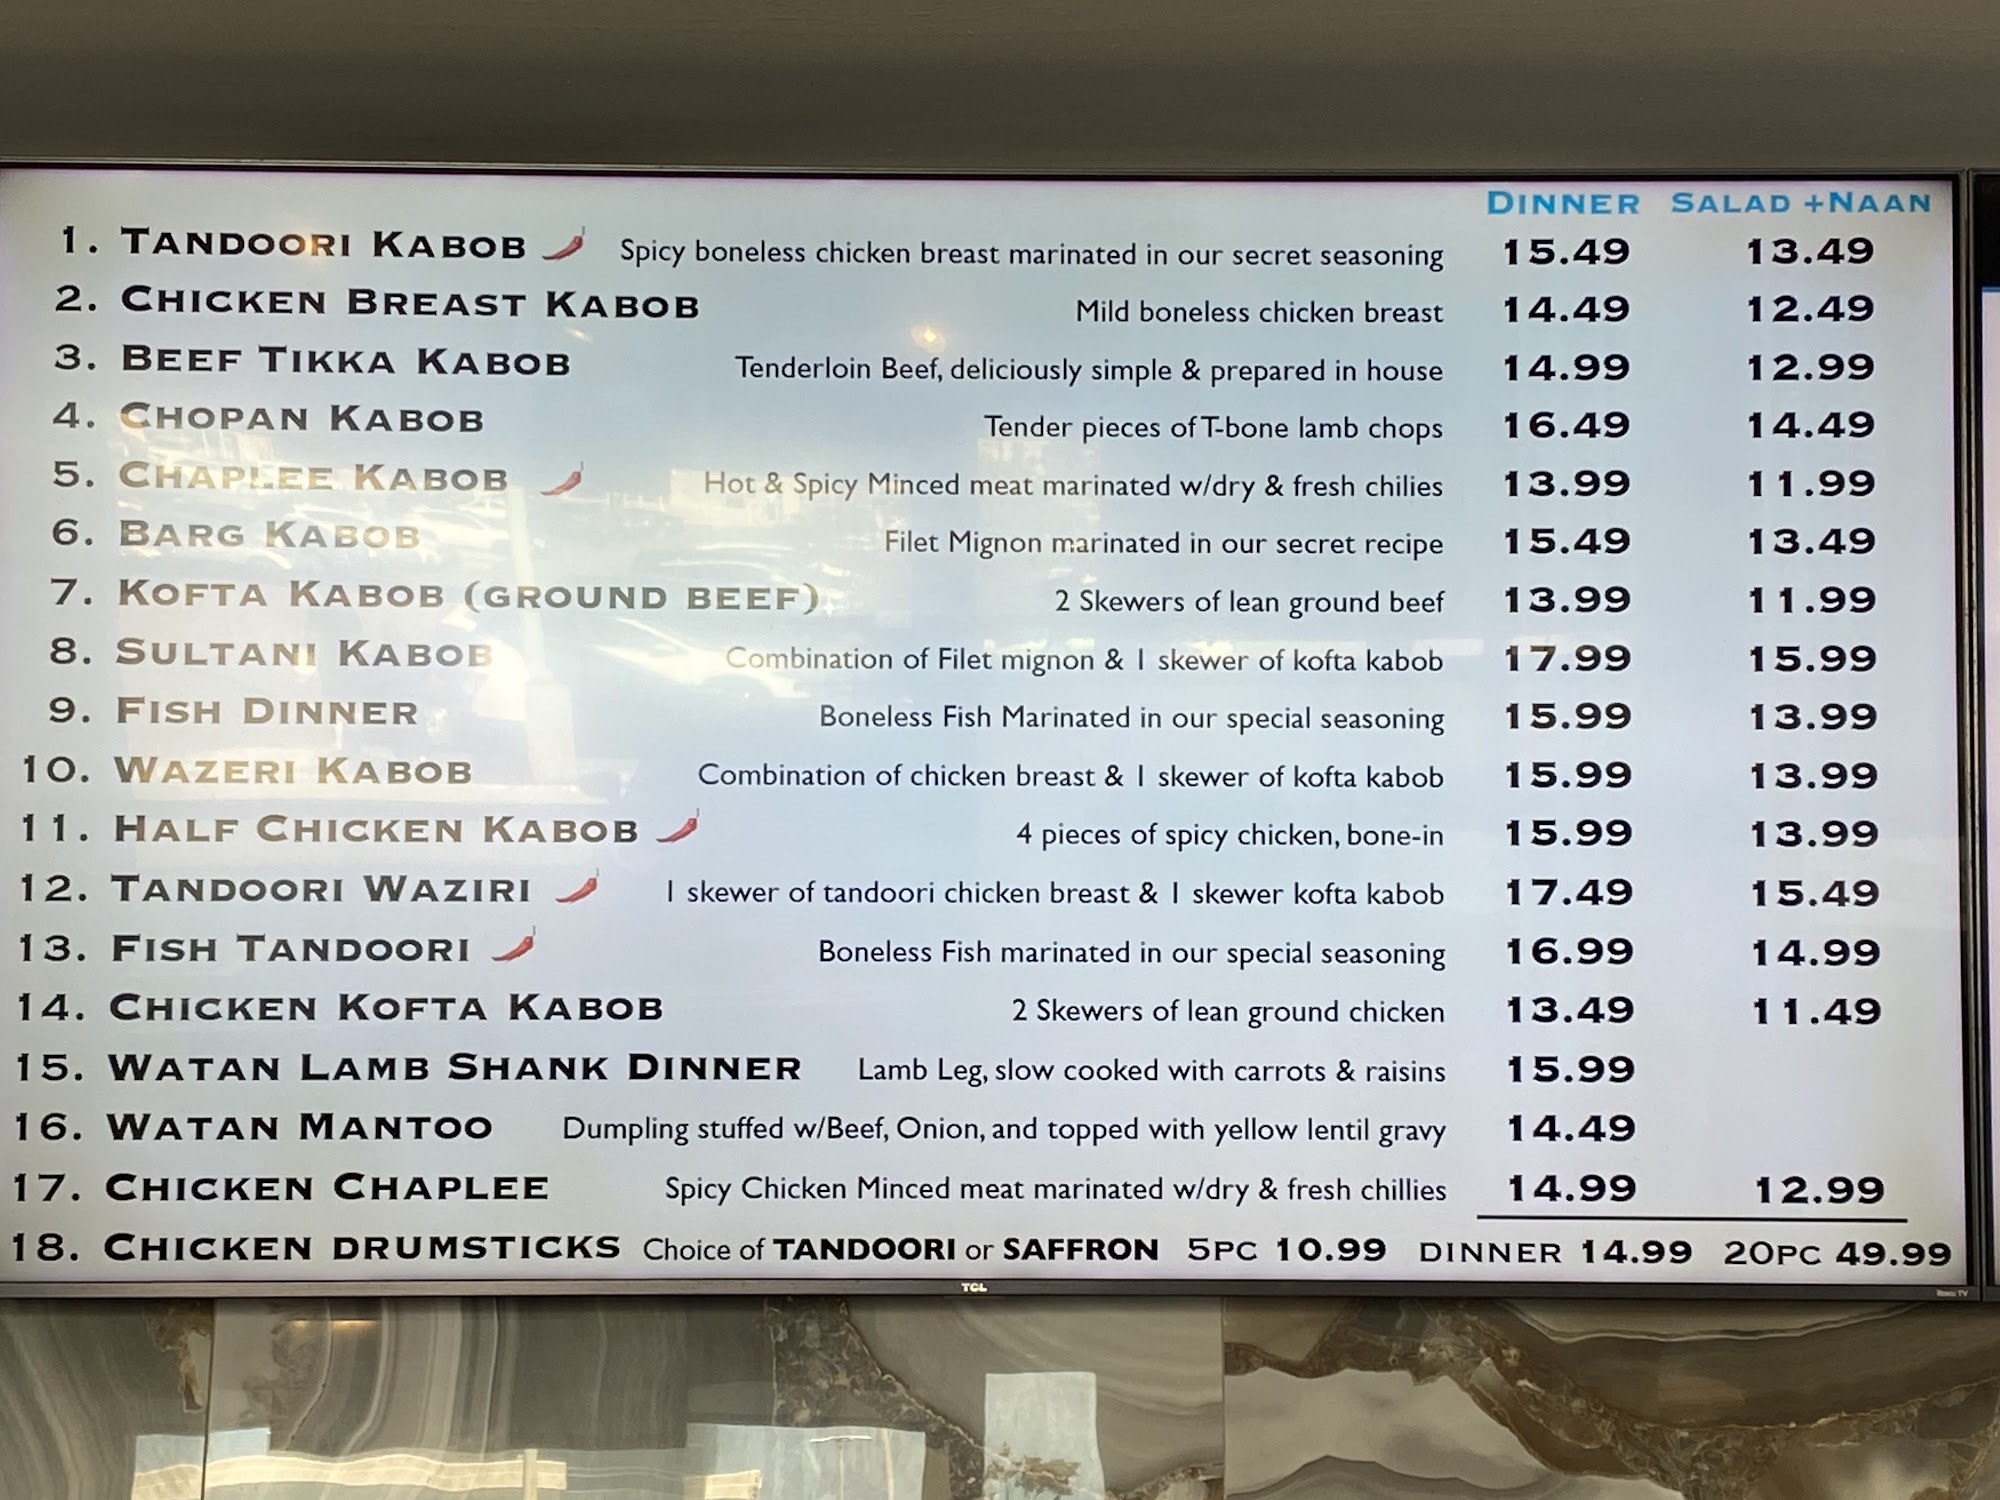 DINNER SALAD +NAAN
1. TANDOORI KABOB Spicy boneless chicken breast marinated in our secret seasoning 15.49 13.49
2. CHICKEN BREAST KABOB Mild boneless chicken breast 14.49 12.49
3. BEEF TIKKA KABOB Tenderloin Beef, deliciously simple & prepared in house 14.99 12.99
4. CHOPAN KABOB Tender pieces of T-bone lamb chops 16.49 14.49
5. CHAPLEE KABOB Hot & Spicy Minced meat marinated w/dry & fresh chilies 13.99 11.99
6. BARG KABOB Filet Mignon marinated in our secret recipe 15.49 13.49
7. KOFTA KABOB (GROUND BEEF) 2 Skewers of lean ground beef 13.99 11.99
8. SULTANI KABOB Combination of Filet mignon & 1 skewer of kofta kabob 17.99 15.99
9. FISH DINNER Boneless Fish Marinated in our special seasoning 15.99 13.99
10. WAZERI KABOB Combination of chicken breast & 1 skewer of kofta kabob 15.99 13.99
11. HALF CHICKEN KABOB 4 pieces of spicy chicken, bone-in 15.99 13.99
12. TANDOORI WAZIRI 1 skewer of tandoori chicken breast & 1 skewer kofta kabob 17.49 15.49
13. FISH TANDOORI Boneless Fish marinated in our special seasoning 16.99 14.99
14. CHICKEN KOFTA KABOB 2 Skewers of lean ground chicken 13.49 11.49
15. WATAN LAMB SHANK DINNER Lamb Leg, slow cooked with carrots & raisins 15.99
16. WATAN MANTOO Dumpling stuffed w/Beef, Onion, and topped with yellow lentil gravy 14.49
17. CHICKEN CHAPLEE Spicy Chicken Minced meat marinated w/dry & fresh chillies 14.99 12.99
18. CHICKEN DRUMSTICKS Choice of TANDOORI or SAFFRON 5PC 10.99 DINNER 14.99 20PC 49.99
TCL
Roku TV